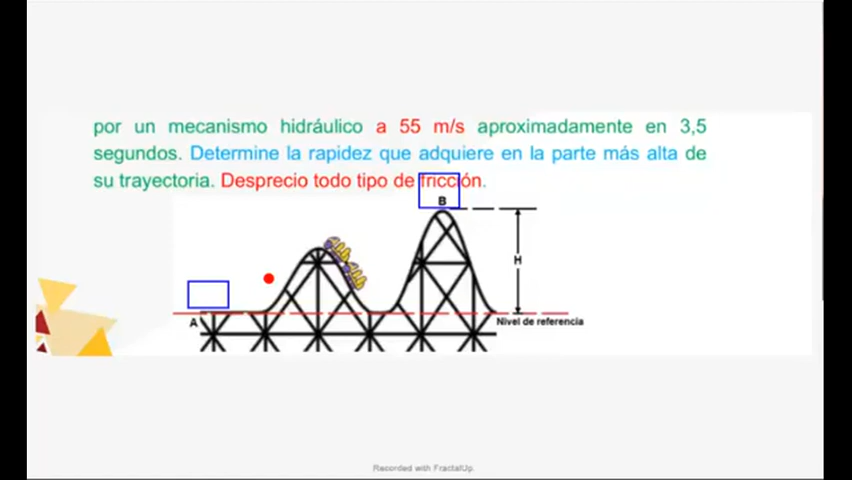 por un mecanismo hidráulico a 55 m/s aproximadamente en 3,5
segundos. Determine la rapidez que adquiere en la parte más alta de
su trayectoria. Desprecio todo tipo de fricción.
B
H
A
Nivel de referencia
Recorded with FractalUp.